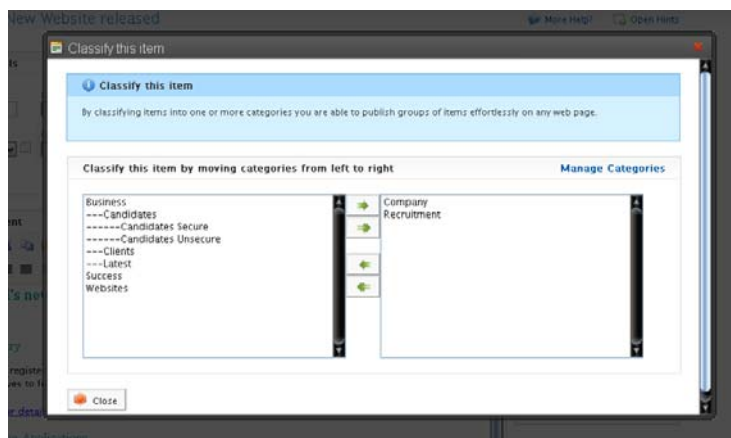 New Website released
More Help?
Open Hints
Classify this item
Classify this item
By classifying items into one or more categories you are able to publish groups of items effortlessly on any web page.
Classify this item by moving categories from left to right
Manage Categories
Business
---Candidates
------Candidates Secure
------Candidates Unsecure
---Clients
---Latest
Success
Websites
Company
Recruitment
Close